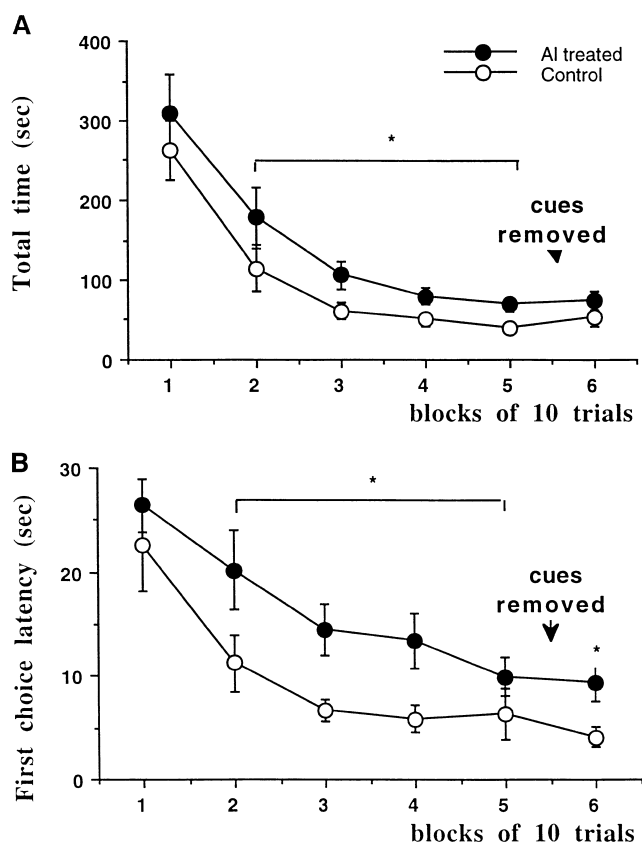 A
400
300
200
100
0
Total time (sec)
Al treated
Control
*
cues
removed
1 2 3 4 5 6
blocks of 10 trials
B
30
20
10
0
First choice latency (sec)
*
cues
removed
*
1 2 3 4 5 6
blocks of 10 trials